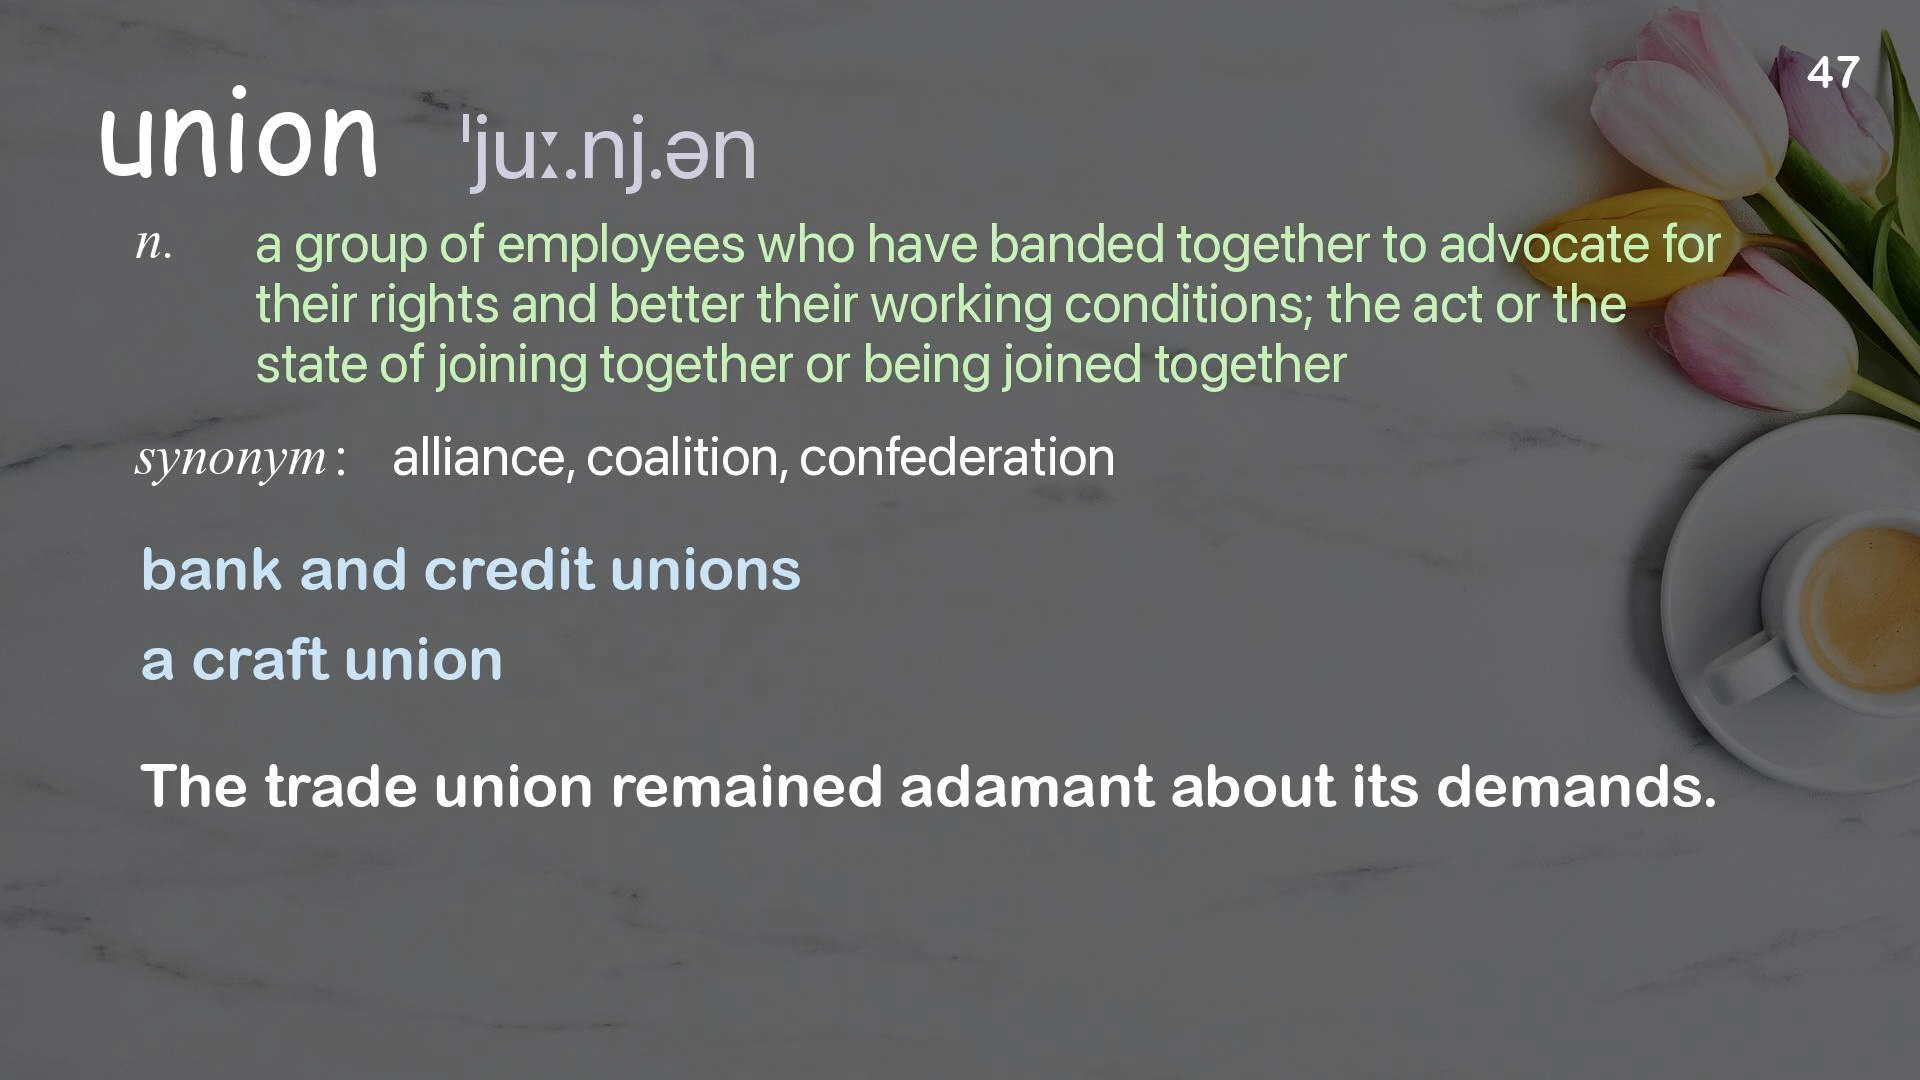 47
union ˈjuː.nj.ən
n. a group of employees who have banded together to advocate for
their rights and better their working conditions; the act or the
state of joining together or being joined together
synonym : alliance, coalition, confederation
bank and credit unions
a craft union
The trade union remained adamant about its demands.